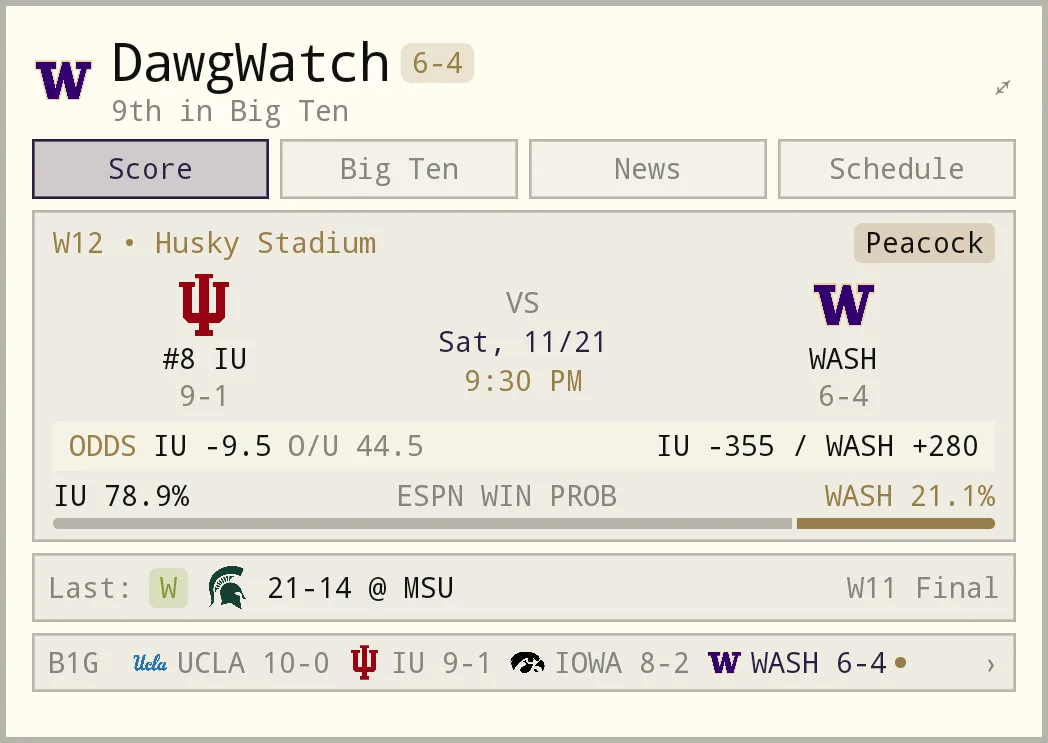 W DawgWatch 6-4
9th in Big Ten
Score Big Ten News Schedule
W12 • Husky Stadium Peacock
VS
Sat, 11/21
9:30 PM
#8 IU
9-1
W
WASH
6-4
ODDS IU -9.5 O/U 44.5 IU -355 / WASH +280
IU 78.9% ESPN WIN PROB WASH 21.1%
Last: W 21-14 @ MSU W11 Final
B1G Ucla UCLA 10-0 IU 9-1 IOWA 8-2 W WASH 6-4 • ›